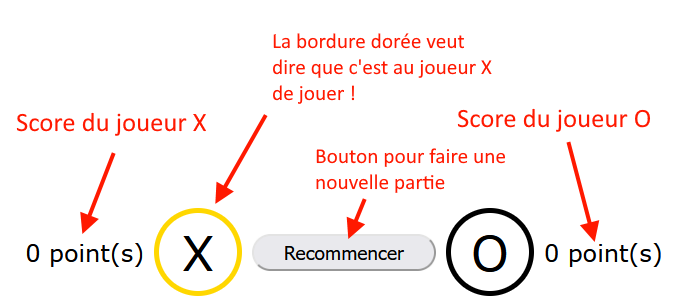 La bordure dorée veut
dire que c'est au joueur X
de jouer !
Score du joueur X
Score du joueur O
Bouton pour faire une
nouvelle partie
0 point(s)
X
Recommencer
O
0 point(s)